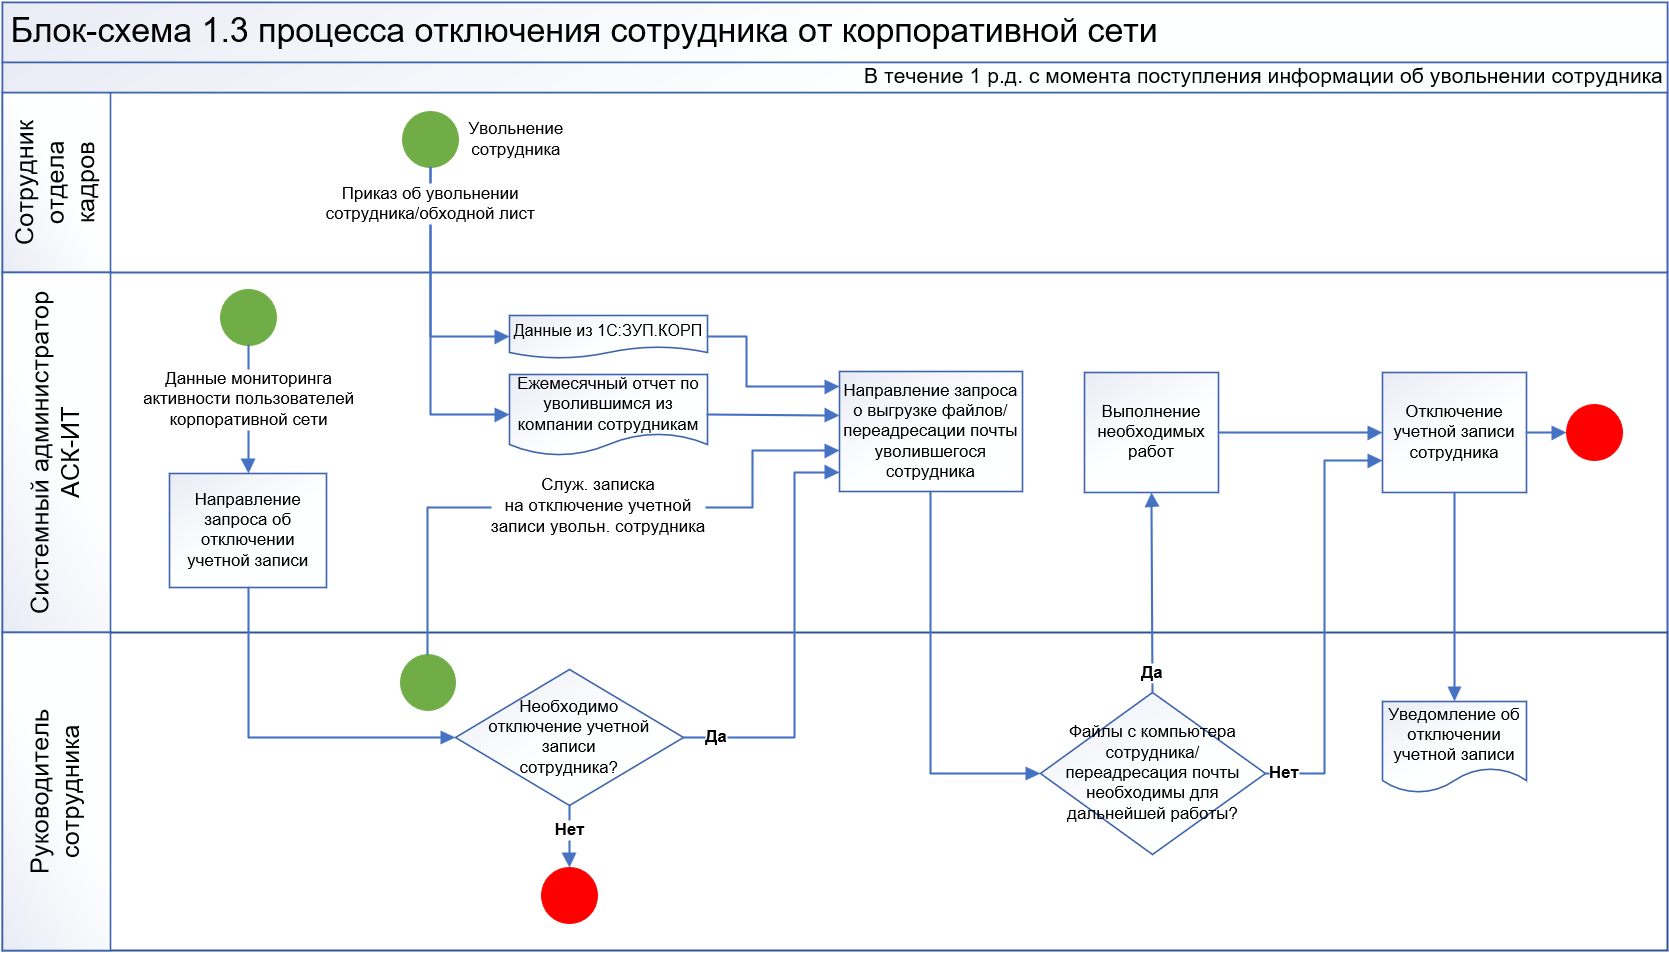 Блок-схема 1.3 процесса отключения сотрудника от корпоративной сети
В течение 1 р.д. с момента поступления информации об увольнении сотрудника
Сотрудник
отдела
кадров
Увольнение
сотрудника
Приказ об увольнении
сотрудника/обходной лист
Системный администратор
АСК-ИТ
Данные мониторинга
активности пользователей
корпоративной сети
Направление
запроса об
отключении
учетной записи
Данные из 1С:ЗУП.КОРП
Ежемесячный отчет по
уволившимся из
компании сотрудникам
Служ. записка
на отключение учетной
записи увольн. сотрудника
Направление запроса
о выгрузке файлов/
переадресации почты
уволившегося
сотрудника
Выполнение
необходимых
работ
Отключение
учетной записи
сотрудника
Руководитель
сотрудника
Необходимо
отключение учетной
записи
сотрудника?
Да
Нет
Да
Файлы с компьютера
сотрудника/
переадресация почты
необходимы для
дальнейшей работы?
Нет
Уведомление об
отключении
учетной записи